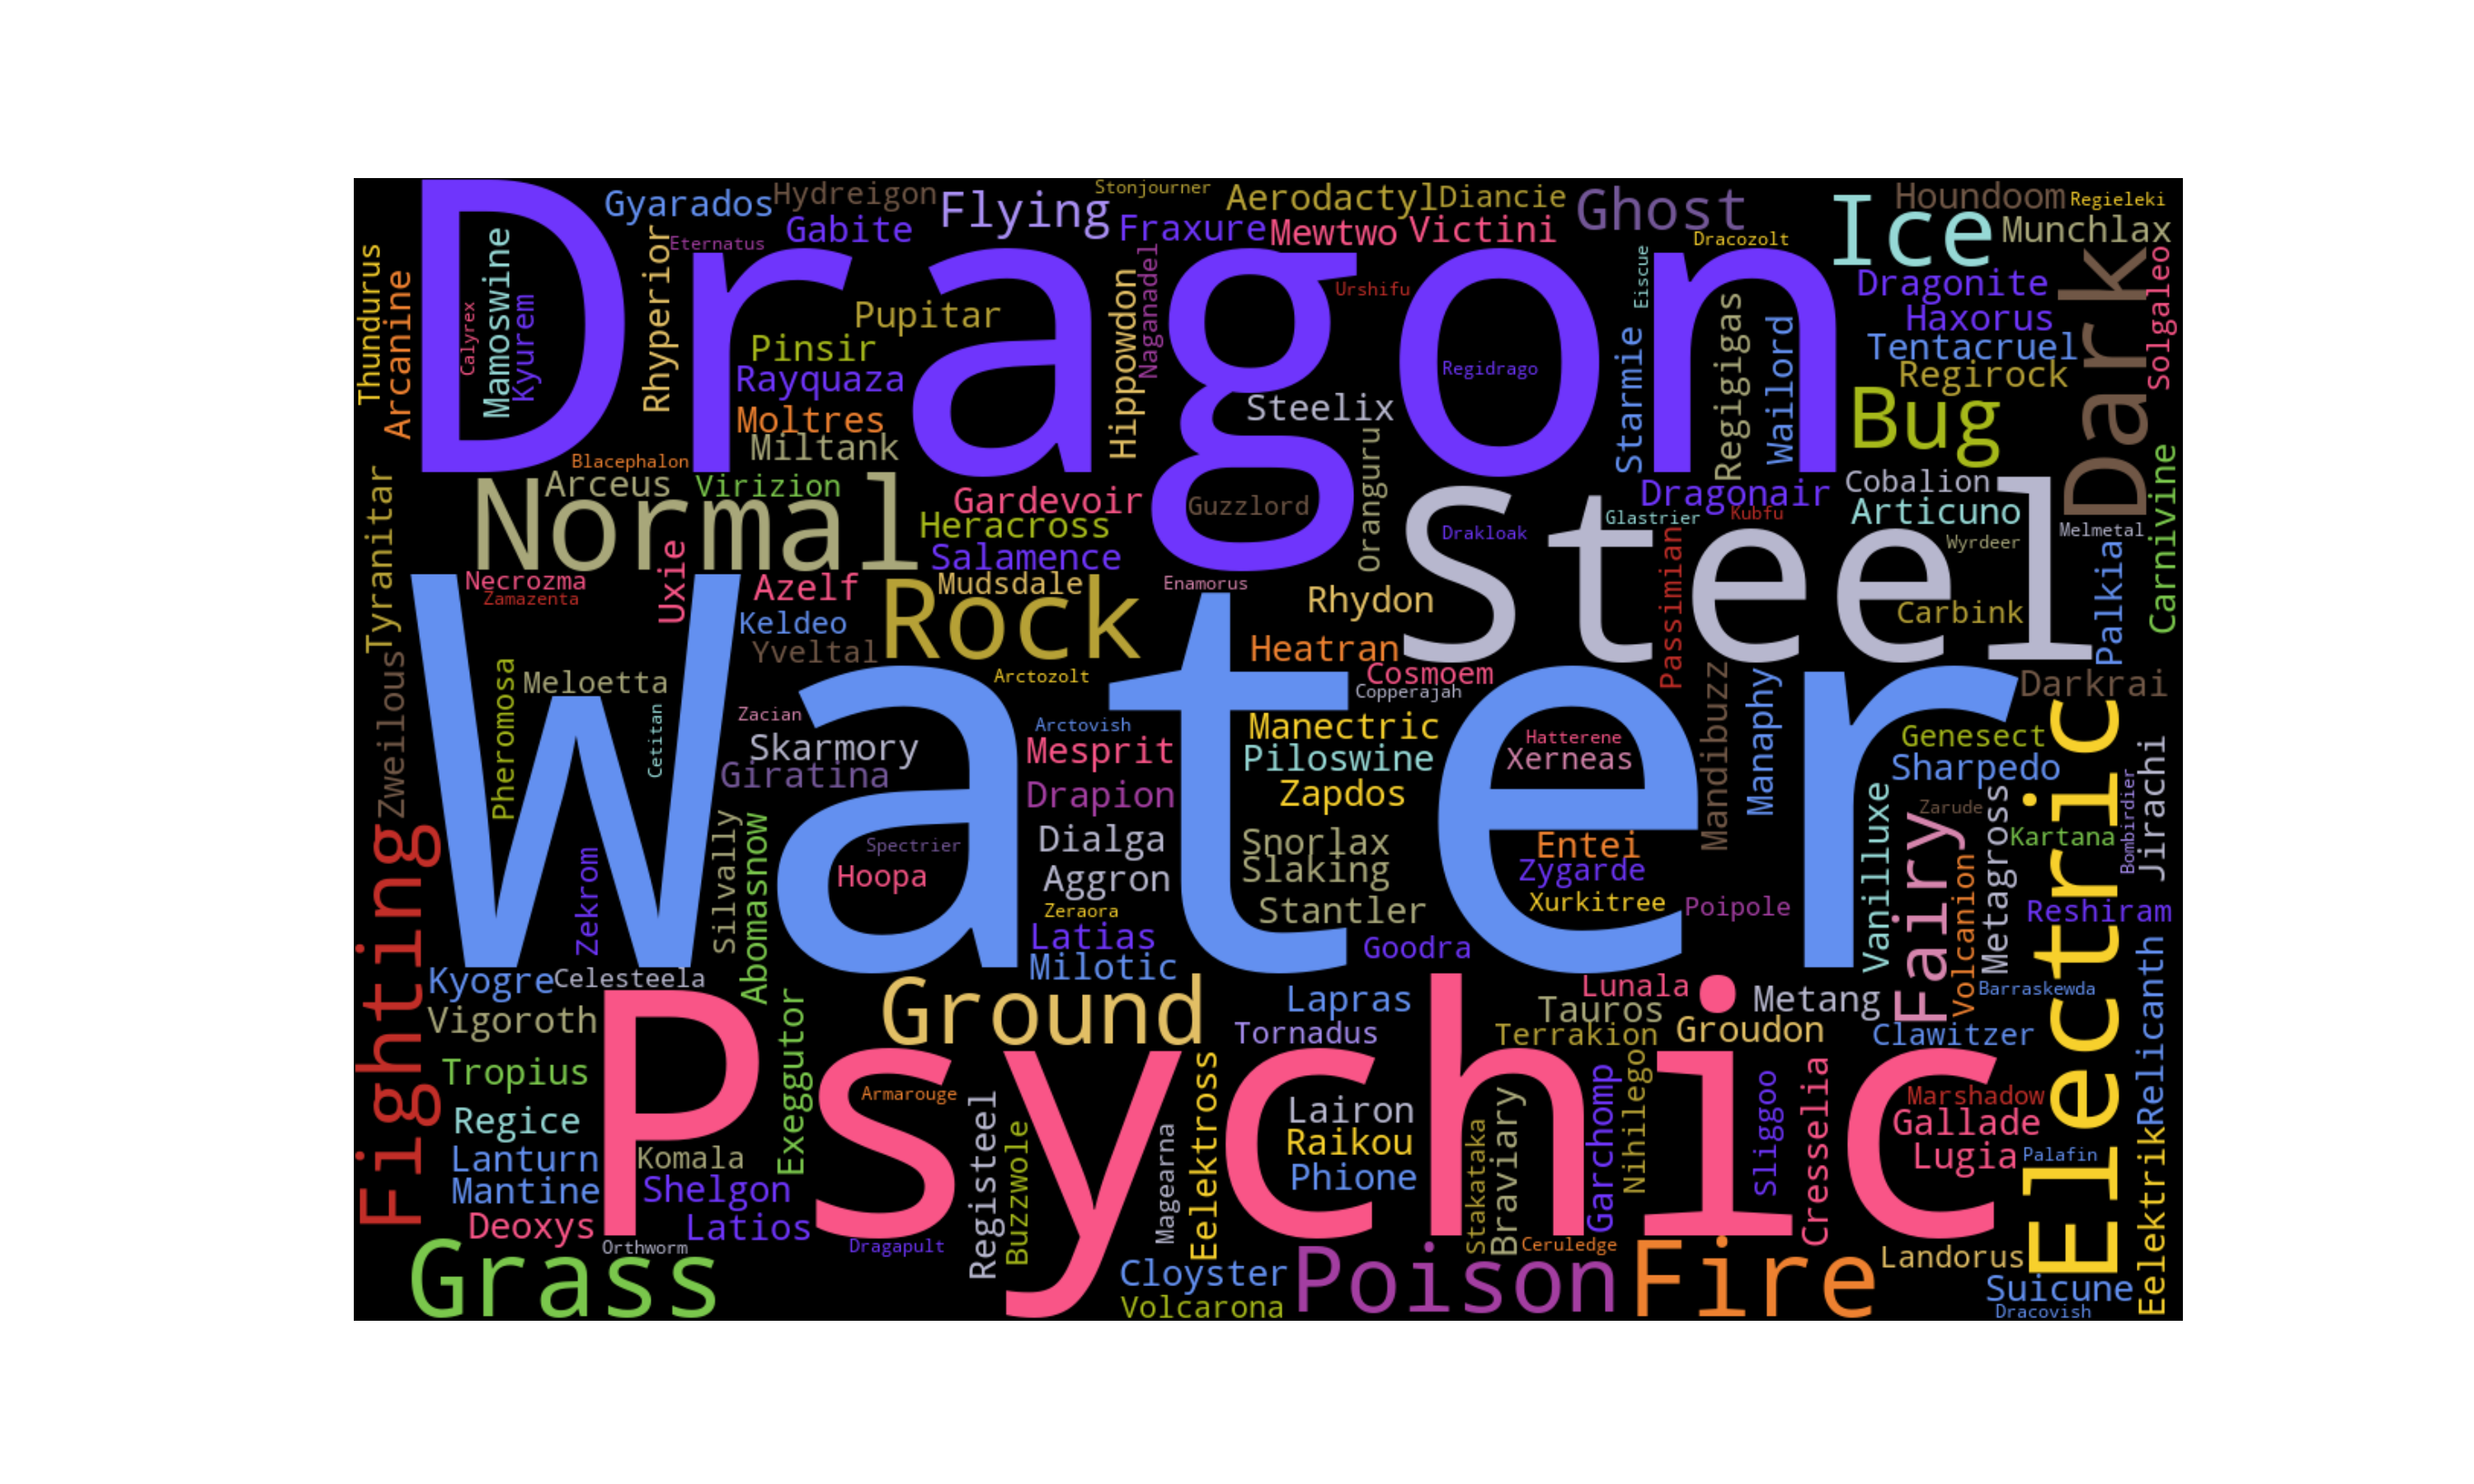 Dragon
Gyarados
Hydreigon
Flying
Stonjourner
Aerodactyl
Diancie
Ghost
Houndoom
Regieleki
Ice
Munchlax
Gabite
Eternatus
Fraxure
Mewtwo
Victini
Dracozolt
Thundurus
Arcanine
Calyrex
Mamoswine
Kyurem
Rhyperior
Pupitar
Pinsir
Rayquaza
Moltres
Miltank
Hippowdon
Naganadel
Urshifu
Regidrago
Steelix
Eiscue
Starmie
Regigigas
Wailord
Dragonite
Haxorus
Tentacruel
Regirock
Bug
Dark
Solgaleo
Blacephalon
Arceus
Virizion
Normal
Gardevoir
Heracross
Salamence
Guzzlord
Oranguru
Drakloak
Steel
Dragonair
Glastrier
Kubfu
Cobalion
Articuno
Wyrdeer
Melmetal
Carnivine
Palkia
Tyranitar
Necrozma
Zamazenta
Uxie
Azelf
Mudsdale
Rock
Keldeo
Yveltal
Enamorus
Rhydon
Heatran
Passimian
Carbink
Water
Arctozolt
Cosmoem
Copperajah
Darkrai
Zweilous
Pheromosa
Meloetta
Cetitan
Zacian
Skarmory
Giratina
Arctovish
Mesprit
Drapion
Manectric
Piloswine
Zapdos
Hatterene
Xerneas
Mandibuzz
Manaphy
Genesect
Sharpedo
Zarude
Kartana
Bombirdier
Jirachi
Electric
Fighting
Zekrom
Silvally
Abomasnow
Spectrier
Hoopa
Dialga
Aggron
Zeraora
Latias
Milotic
Snorlax
Slaking
Stantler
Goodra
Entei
Zygarde
Xurkitree
Poipole
Vanilluxe
Fairy
Volcanion
Metagross
Reshiram
Relicanth
Barraskewda
Kyogre
Celesteela
Vigoroth
Psychic
Ground
Lapras
Tornadus
Lunala
Tauros
Terrakion
Metang
Groudon
Clawitzer
Tropius
Regice
Exeggutor
Armarouge
Registeel
Buzzwole
Magearna
Eelektross
Lairon
Raikou
Phione
Stakataka
Braviary
Garchomp
Nihilego
Sliggoo
Cresselia
Marshadow
Gallade
Lugia
Palafin
Eelektrik
Lanturn
Mantine
Deoxys
Komala
Shelgon
Latios
Orthworm
Dragapult
Grass
Cloyster
Volcarona
Poison
Ceruledge
Fire
Landorus
Suicune
Dracovish